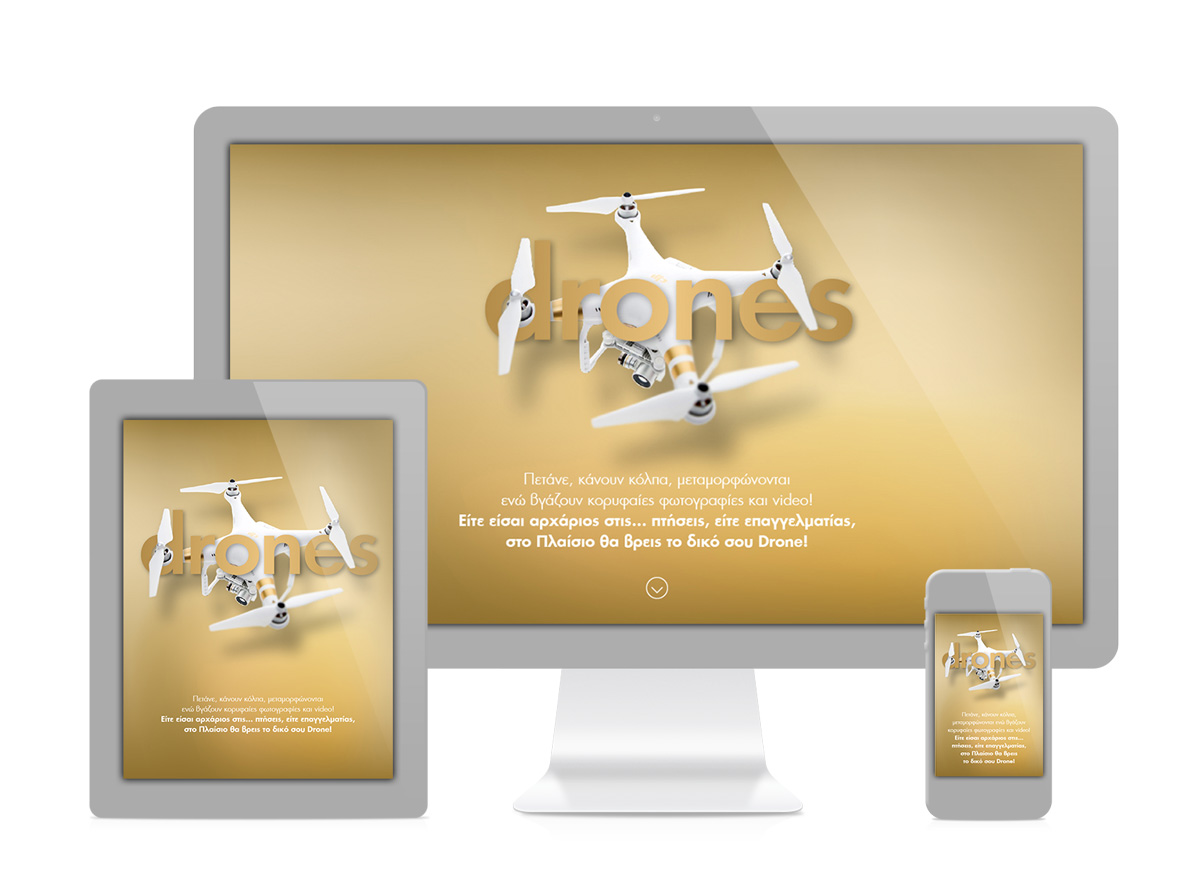 drones
Πετάνε, κάνουν κόλπα, μεταμορφώνονται
ενώ βγάζουν κορυφαίες φωτογραφίες και video!
Είτε είσαι αρχάριος στις... πτήσεις, είτε επαγγελματίας,
στο Πλαίσιο θα βρεις το δικό σου Drone!
drones
Πετάνε, κάνουν κόλπα, μεταμορφώνονται
ενώ βγάζουν κορυφαίες φωτογραφίες και video!
Είτε είσαι αρχάριος στις... πτήσεις, είτε επαγγελματίας,
στο Πλαίσιο θα βρεις το δικό σου Drone!
drones
Πετάνε, κάνουν κόλπα,
μεταμορφώνονται ενώ βγάζουν
κορυφαίες φωτογραφίες και video!
Είτε είσαι αρχάριος στις...
πτήσεις, είτε επαγγελματίας,
στο Πλαίσιο θα βρεις
το δικό σου Drone!